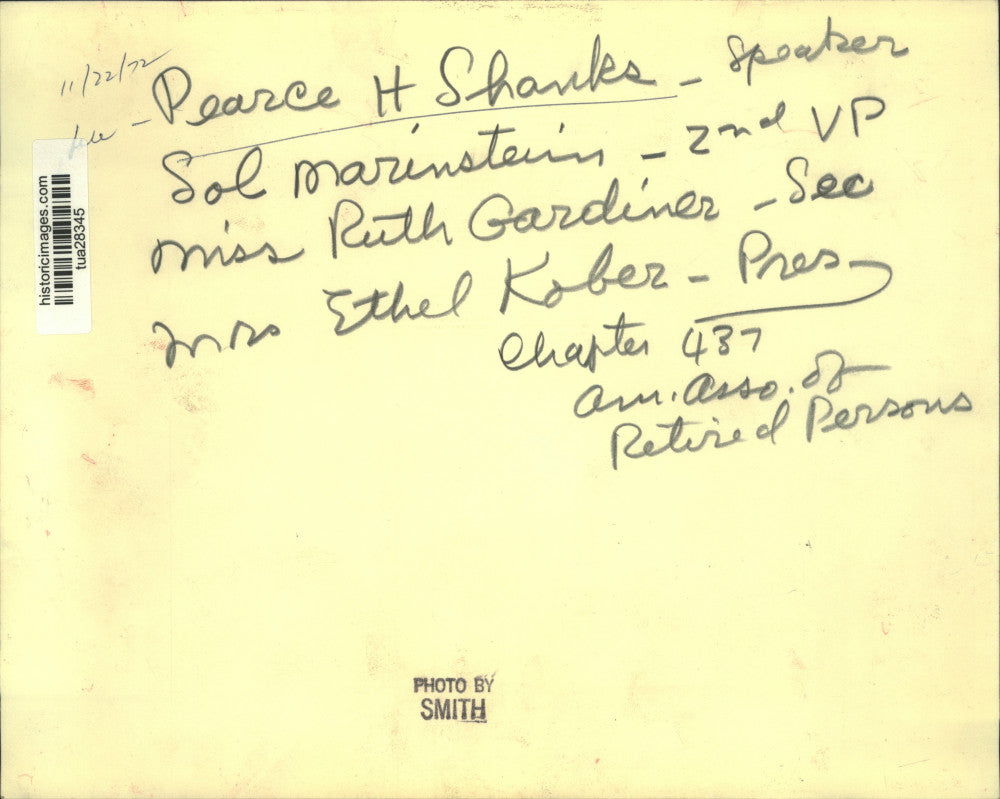 11/22/72
Pearce H Shanks - Speaker
Sol Marinstein - 2nd VP
Miss Ruth Gardiner - Sec
Mrs Ethel Kober - Pres
Chapter 437
Am. Asso. of
Retired Persons
historicimages.com
tua28345
PHOTO BY
SMITH